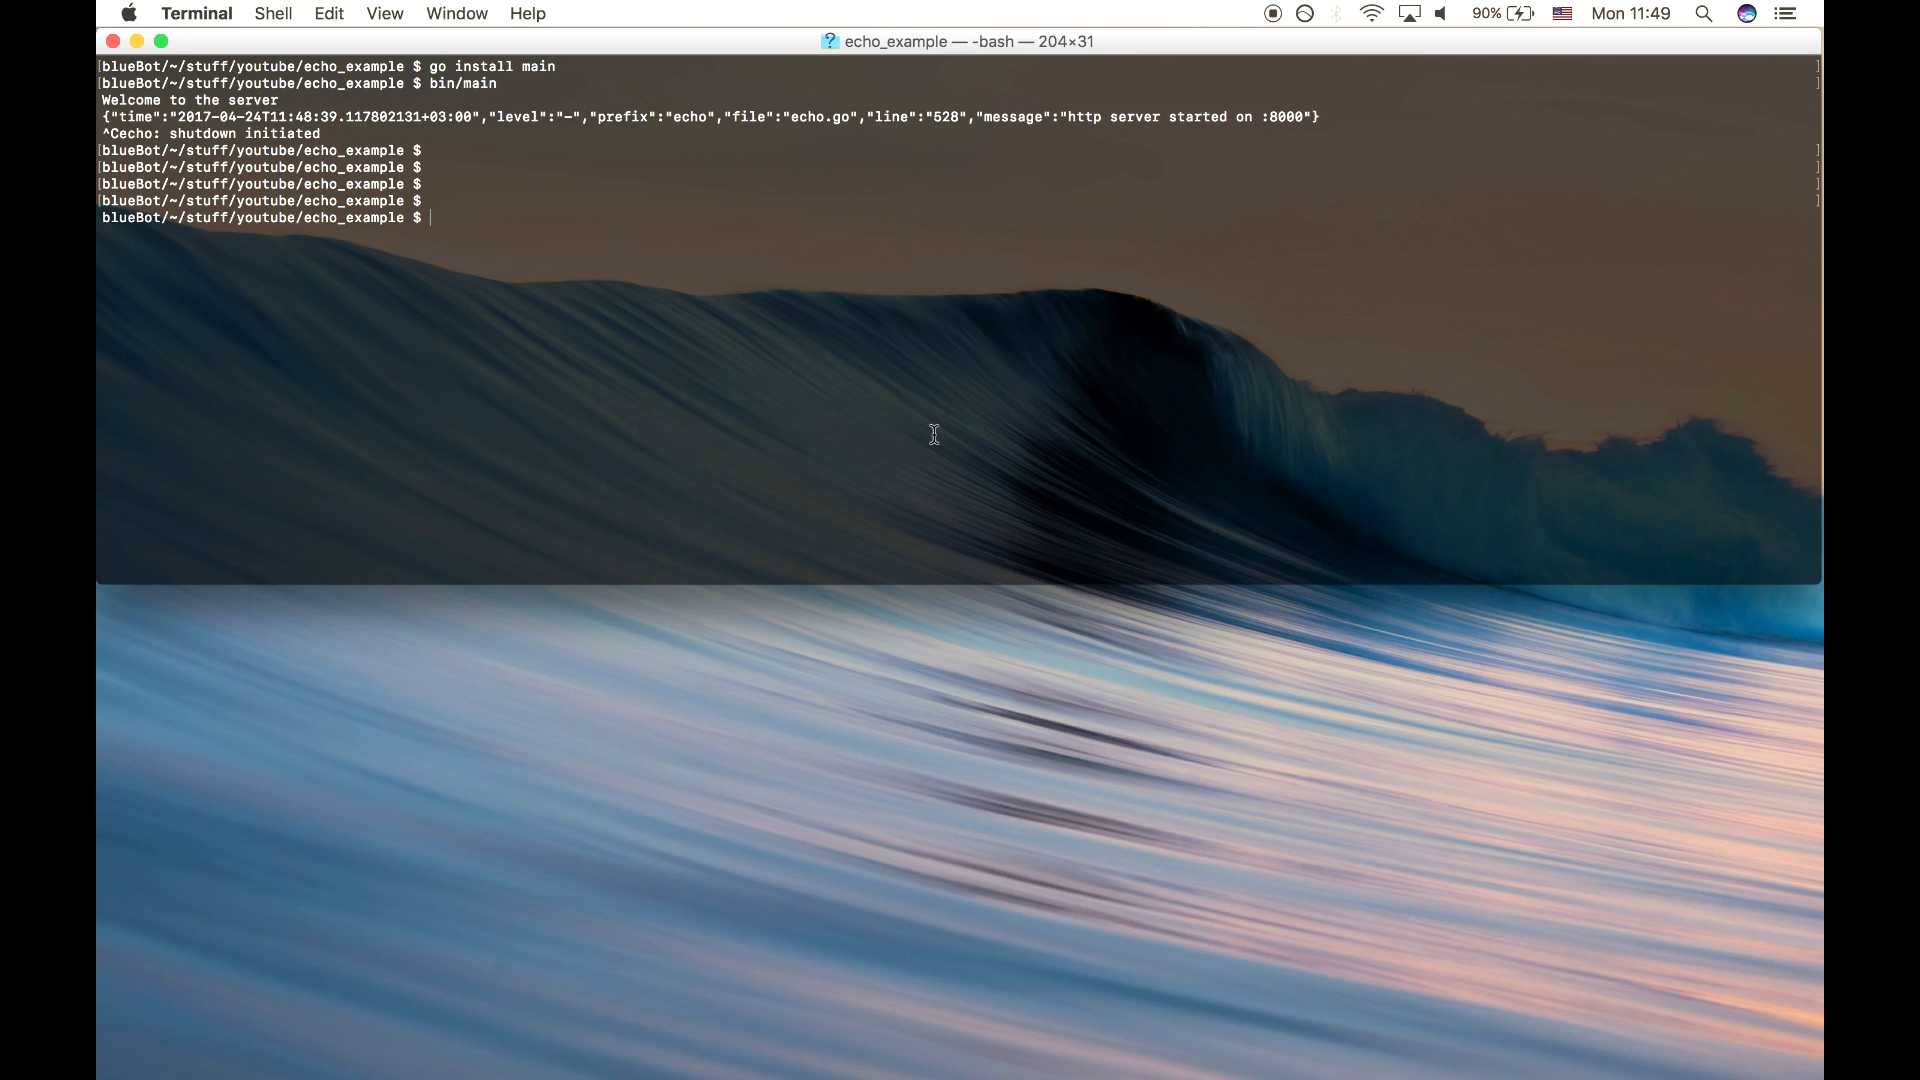 Terminal Shell Edit View Window Help 90% Mon 11:49
echo_example — -bash — 204×31
[blueBot/~/stuff/youtube/echo_example $ go install main ]
[blueBot/~/stuff/youtube/echo_example $ bin/main ]
Welcome to the server
{"time":"2017-04-24T11:48:39.117802131+03:00","level":"-","prefix":"echo","file":"echo.go","line":"528","message":"http server started on :8000"}
^Cecho: shutdown initiated
[blueBot/~/stuff/youtube/echo_example $ ]
[blueBot/~/stuff/youtube/echo_example $ ]
[blueBot/~/stuff/youtube/echo_example $ ]
[blueBot/~/stuff/youtube/echo_example $ ]
blueBot/~/stuff/youtube/echo_example $